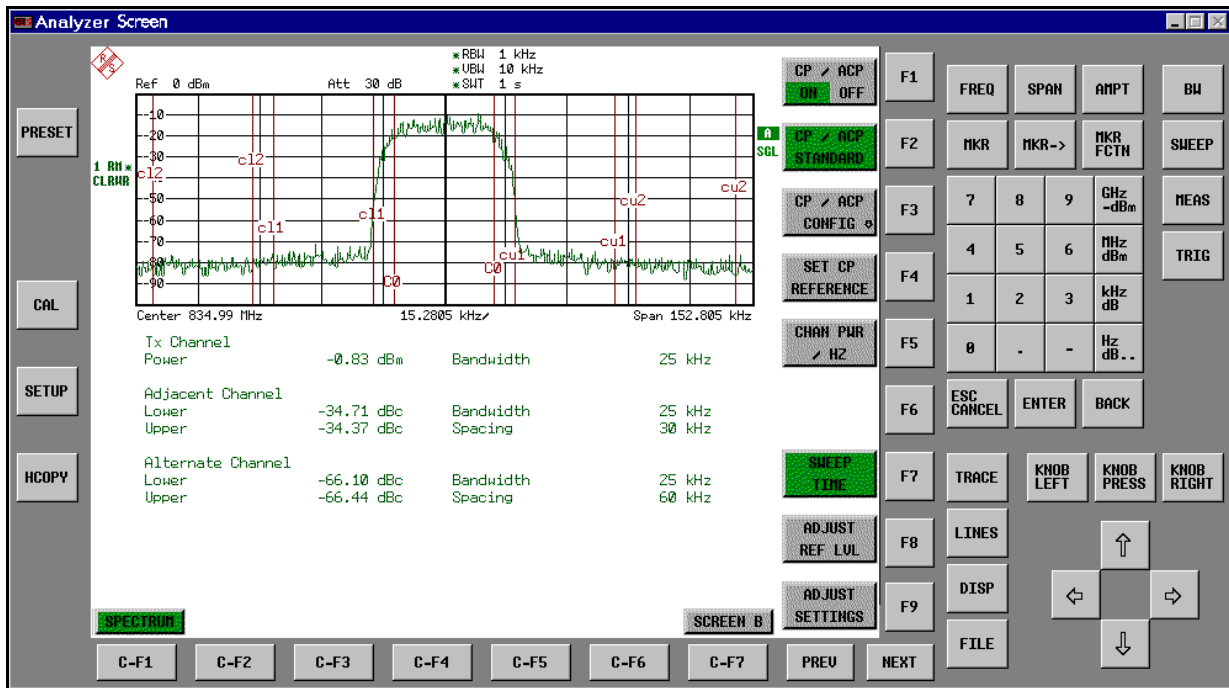 Analyzer Screen
R S
* RBW 1 kHz
* VBW 10 kHz
Ref 0 dBm Att 30 dB * SWT 1 s
-10
-20
-30
-50
-60
-70
-80
-90
1 RM *
CLRWR
A
SGL
cl2
cl2
cl1
cl1
C0
C0
cu1
cu1
cu2
cu2
Center 834.99 MHz 15.2805 kHz/ Span 152.805 kHz
Tx Channel
Power -0.83 dBm Bandwidth 25 kHz
Adjacent Channel
Lower -34.71 dBc Bandwidth 25 kHz
Upper -34.37 dBc Spacing 30 kHz
Alternate Channel
Lower -66.10 dBc Bandwidth 25 kHz
Upper -66.44 dBc Spacing 60 kHz
SPECTRUM
SCREEN B
PRESET
CAL
SETUP
HCOPY
CP / ACP
ON OFF
CP / ACP
STANDARD
CP / ACP
CONFIG
SET CP
REFERENCE
CHAN PWR
/ HZ
SWEEP
TIME
ADJUST
REF LVL
ADJUST
SETTINGS
F1
F2
F3
F4
F5
F6
F7
F8
F9
FREQ SPAN AMPT BW
MKR MKR-> MKR FCTN SWEEP
7 8 9 GHz -dBm MEAS
4 5 6 MHz dBm TRIG
1 2 3 kHz dB
0 . - Hz dB..
ESC CANCEL ENTER BACK
TRACE KNOB LEFT KNOB PRESS KNOB RIGHT
LINES
DISP
FILE
C-F1 C-F2 C-F3 C-F4 C-F5 C-F6 C-F7 PREV NEXT